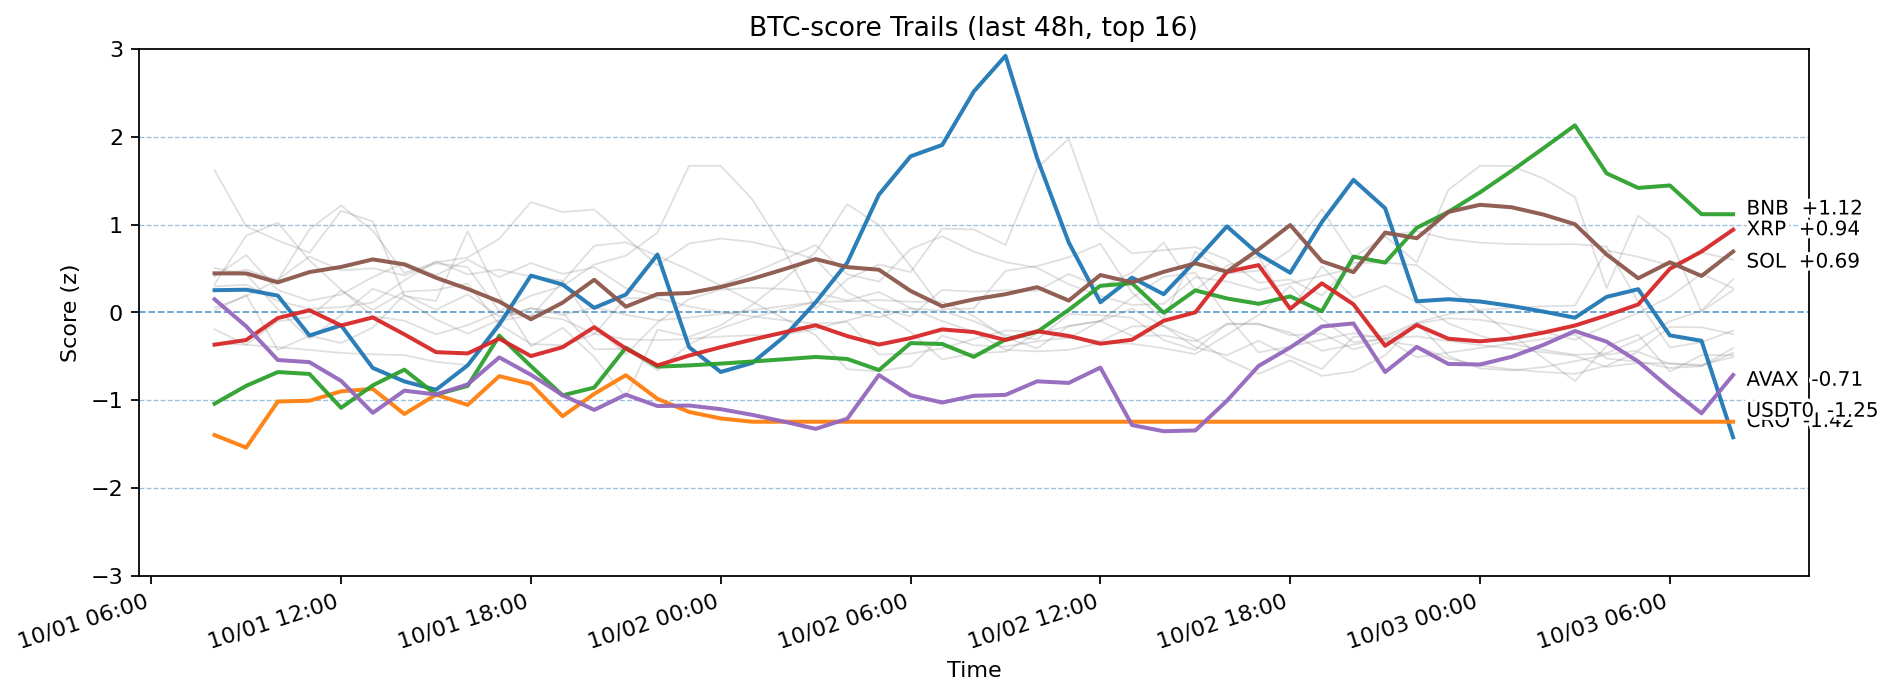 BTC-score Trails (last 48h, top 16)
Score (z)
3
2
1
0
−1
−2
−3
BNB +1.12
XRP +0.94
SOL +0.69
AVAX -0.71
USDT0 -1.25
CRO -1.42
10/01 06:00
10/01 12:00
10/01 18:00
10/02 00:00
10/02 06:00
10/02 12:00
10/02 18:00
10/03 00:00
10/03 06:00
Time